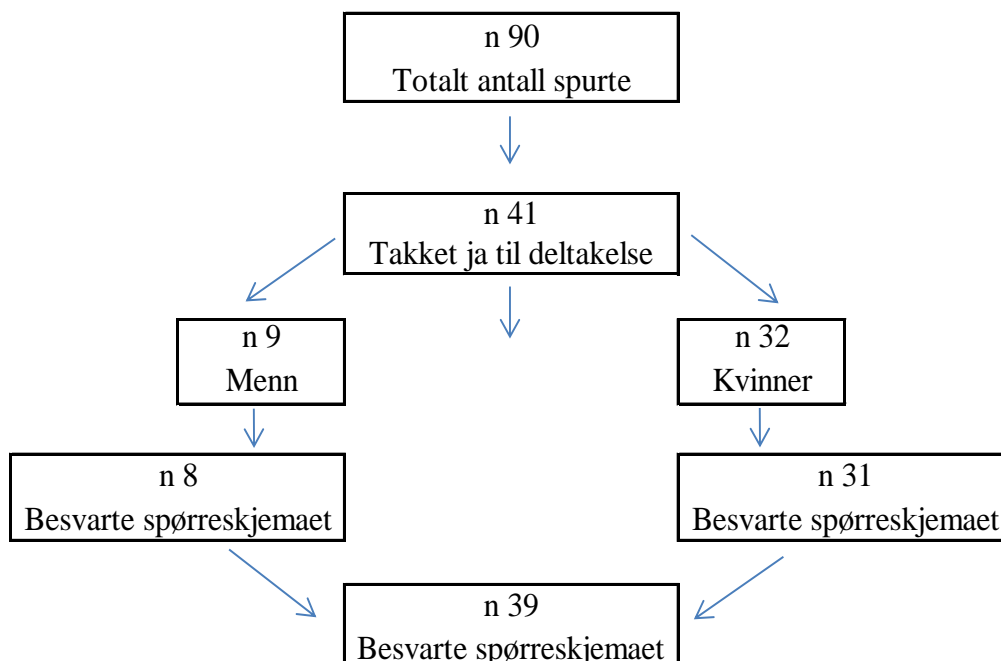 n 90
Totalt antall spurte
n 41
Takket ja til deltakelse
n 9
Menn
n 32
Kvinner
n 8
Besvarte spørreskjemaet
n 31
Besvarte spørreskjemaet
n 39
Besvarte spørreskjemaet